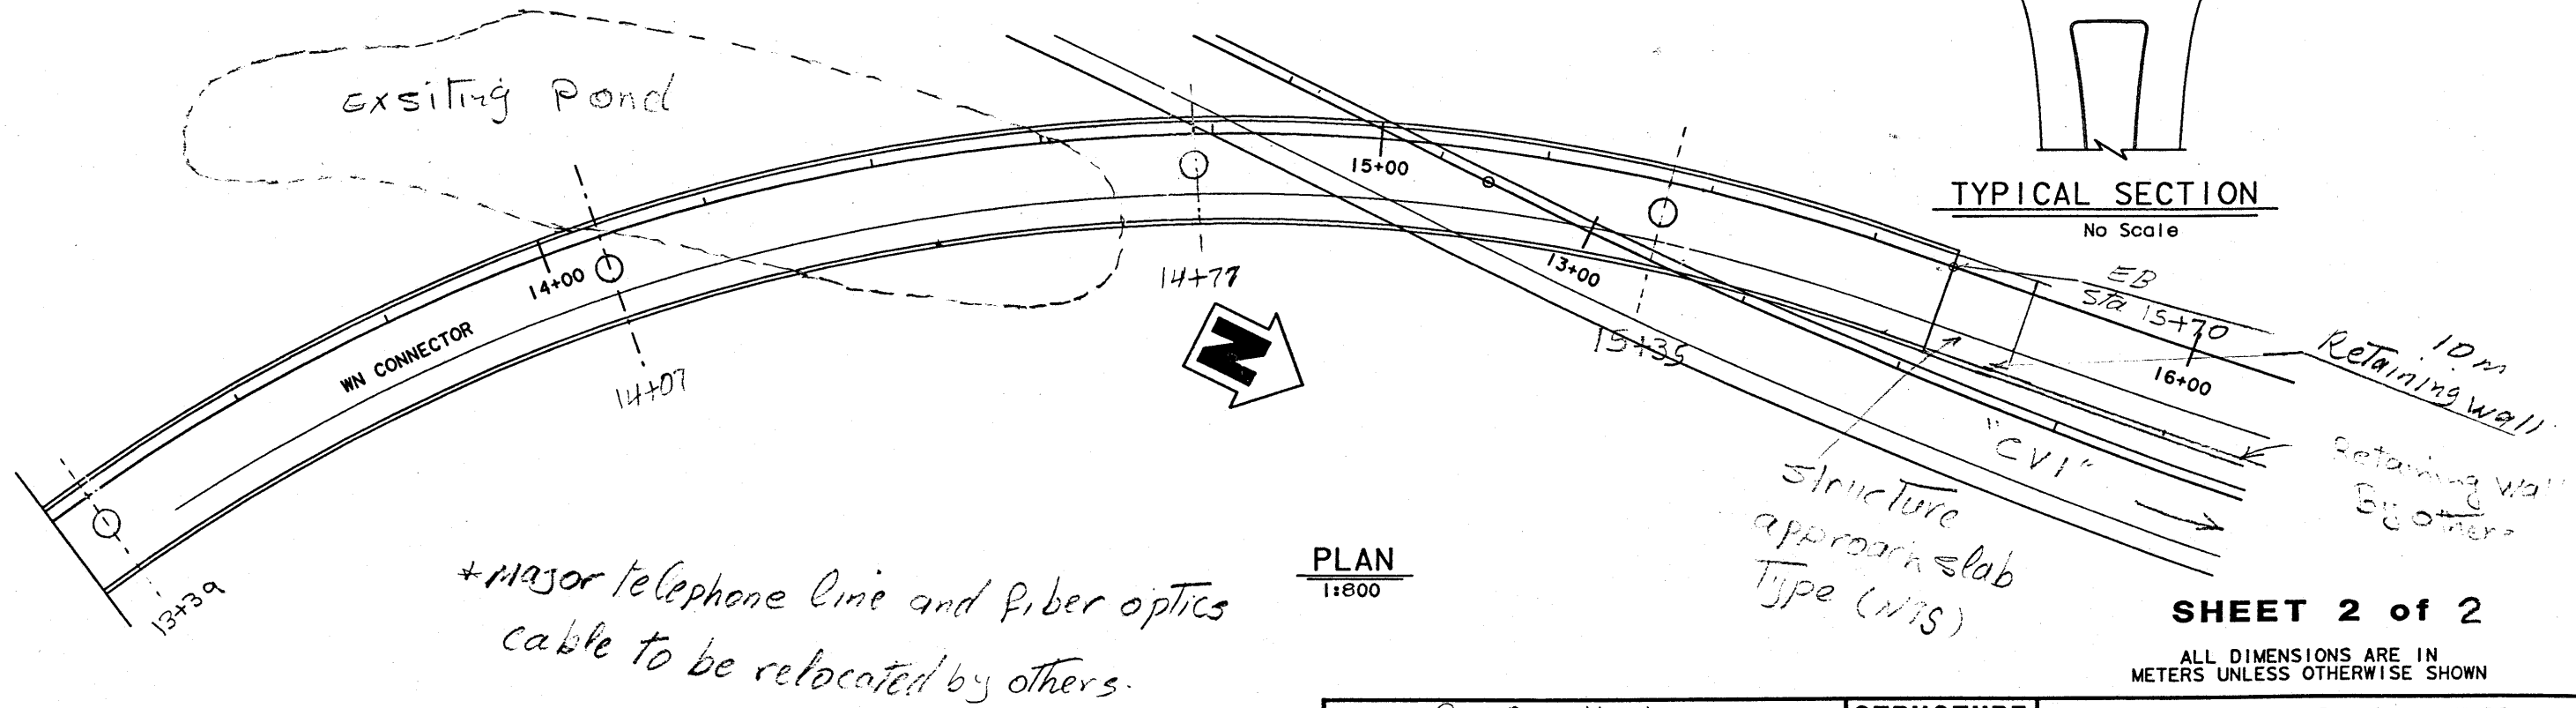 Exsiting Pond
TYPICAL SECTION
No Scale
15+00
14+00
14+77
13+00
EB
Sta 15+70
15+35
10 m
Retaining wall
16+00
WN CONNECTOR
14+07
N
"CV1"
Retaining wall
By others
Structure
approach slab
Type (N7S)
13+39
PLAN
1:800
*Major telephone line and fiber optics
cable to be relocated by others.
SHEET 2 of 2
ALL DIMENSIONS ARE IN
METERS UNLESS OTHERWISE SHOWN
STRUCTURE